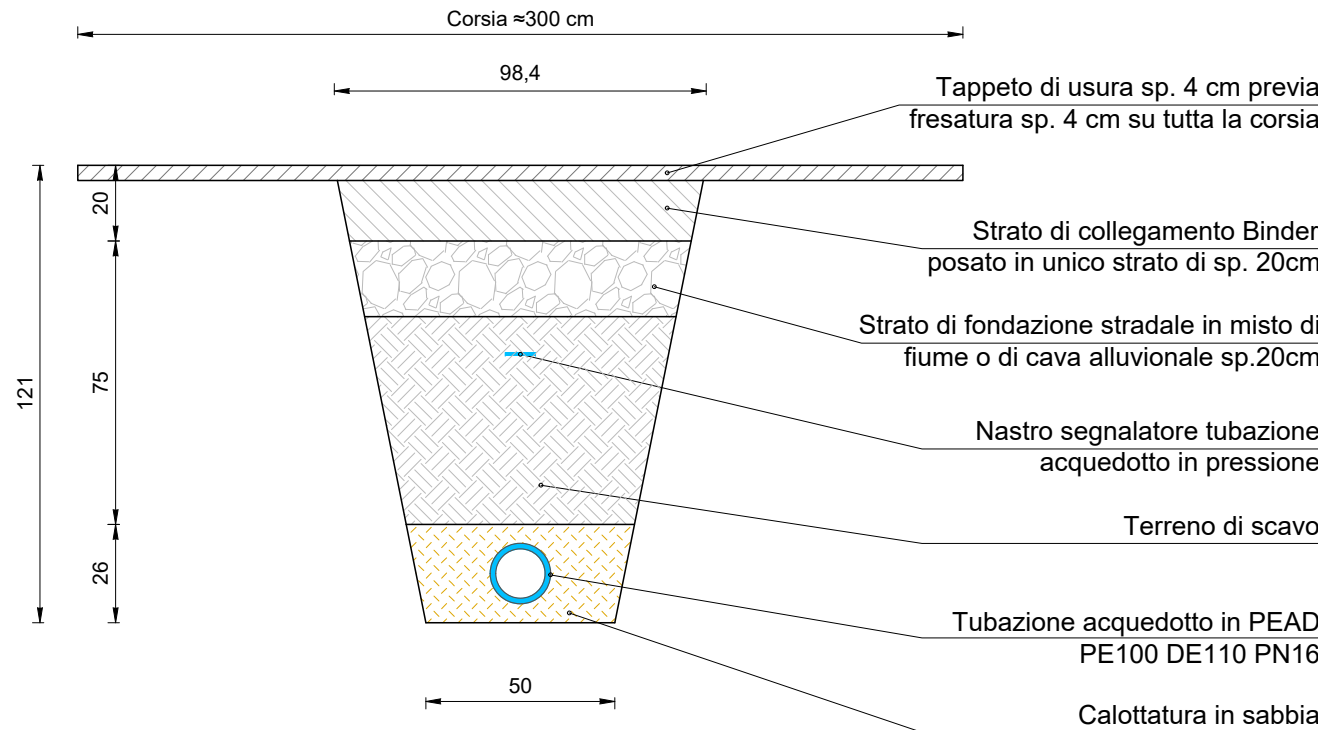 Corsia ≈300 cm
98,4
Tappeto di usura sp. 4 cm previa
fresatura sp. 4 cm su tutta la corsia
20
Strato di collegamento Binder
posato in unico strato di sp. 20cm
Strato di fondazione stradale in misto di
fiume o di cava alluvionale sp.20cm
121
75
Nastro segnalatore tubazione
acquedotto in pressione
Terreno di scavo
26
Tubazione acquedotto in PEAD
PE100 DE110 PN16
50
Calottatura in sabbia